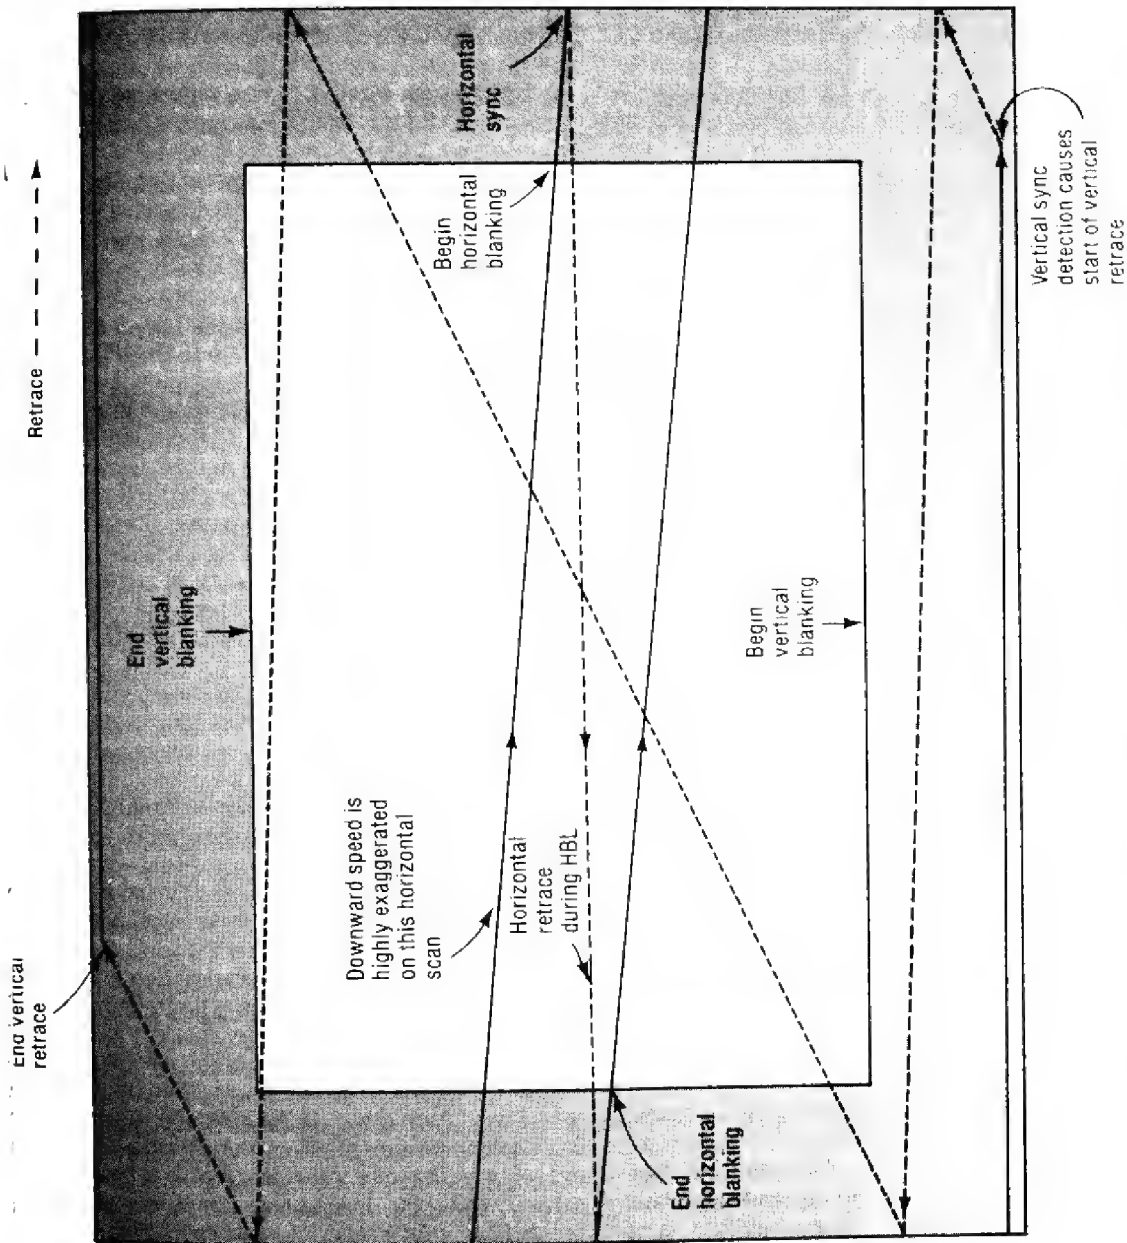 Retrace
End vertical
retrace
End
vertical
blanking
Horizontal
sync
Begin
horizontal
blanking
Downward speed is
highly exaggerated
on this horizontal
scan
Horizontal
retrace
during HBL
Begin
vertical
blanking
End
horizontal
blanking
Vertical sync
detection causes
start of vertical
retrace